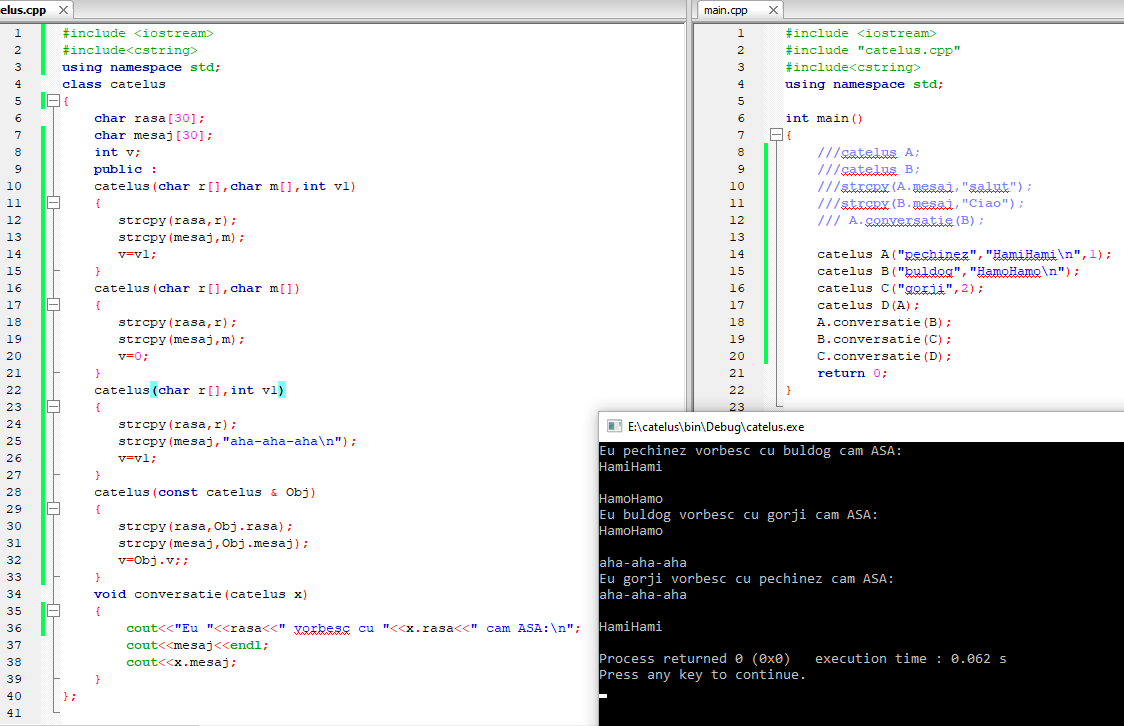 elus.cpp
1 #include <iostream>
2 #include<cstring>
3 using namespace std;
4 class catelus
5 {
6 char rasa[30];
7 char mesaj[30];
8 int v;
9 public :
10 catelus(char r[],char m[],int v1)
11 {
12 strcpy(rasa,r);
13 strcpy(mesaj,m);
14 v=v1;
15 }
16 catelus(char r[],char m[])
17 {
18 strcpy(rasa,r);
19 strcpy(mesaj,m);
20 v=0;
21 }
22 catelus(char r[],int v1)
23 {
24 strcpy(rasa,r);
25 strcpy(mesaj,"aha-aha-aha\n");
26 v=v1;
27 }
28 catelus(const catelus & Obj)
29 {
30 strcpy(rasa,Obj.rasa);
31 strcpy(mesaj,Obj.mesaj);
32 v=Obj.v;;
33 }
34 void conversatie(catelus x)
35 {
36 cout<<"Eu "<<rasa<<" vorbesc cu "<<x.rasa<<" cam ASA:\n";
37 cout<<mesaj<<endl;
38 cout<<x.mesaj;
39 }
40 };
41
main.cpp
1 #include <iostream>
2 #include "catelus.cpp"
3 #include<cstring>
4 using namespace std;
5
6 int main()
7 {
8 ///catelus A;
9 ///catelus B;
10 ///strcpy(A.mesaj,"salut");
11 ///strcpy(B.mesaj,"Ciao");
12 /// A.conversatie(B);
13
14 catelus A("pechinez","HamiHami\n",1);
15 catelus B("buldog","HamoHamo\n");
16 catelus C("gorji",2);
17 catelus D(A);
18 A.conversatie(B);
19 B.conversatie(C);
20 C.conversatie(D);
21 return 0;
22 }
23
E:\catelus\bin\Debug\catelus.exe
Eu pechinez vorbesc cu buldog cam ASA:
HamiHami
HamoHamo
Eu buldog vorbesc cu gorji cam ASA:
HamoHamo
aha-aha-aha
Eu gorji vorbesc cu pechinez cam ASA:
aha-aha-aha
HamiHami
Process returned 0 (0x0) execution time : 0.062 s
Press any key to continue.